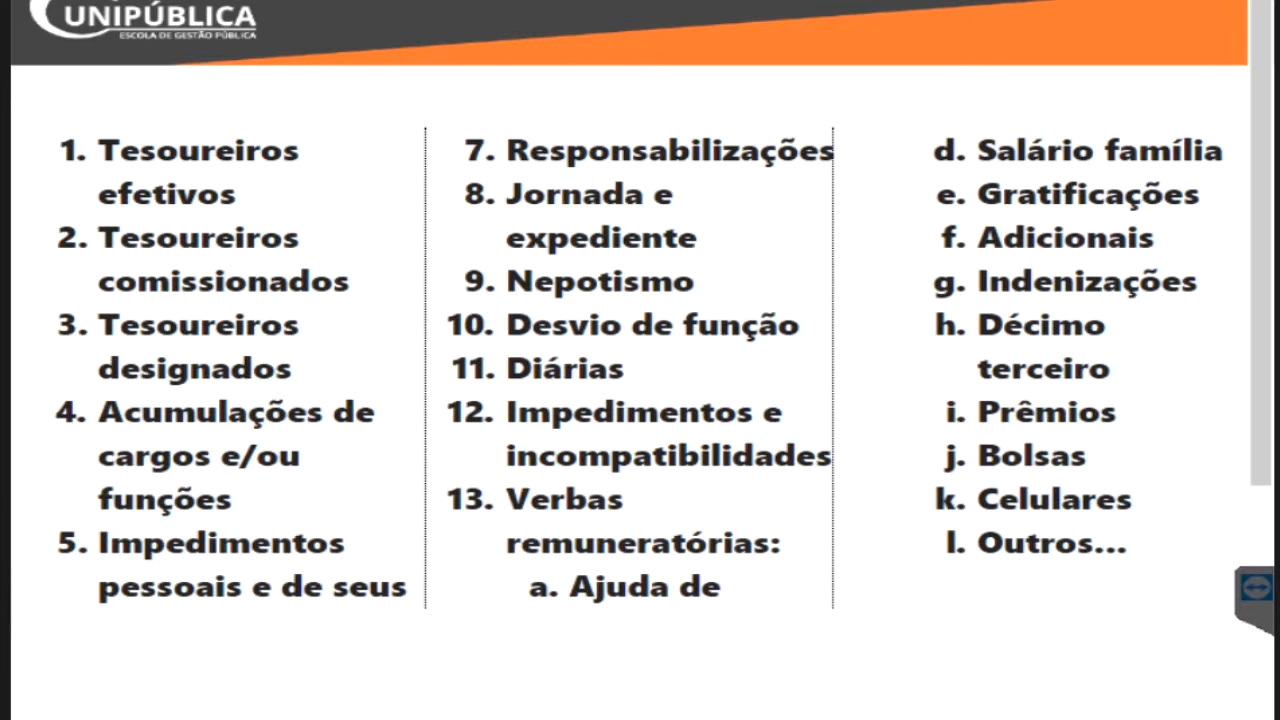 UNIPÚBLICA
ESCOLA DE GESTÃO PÚBLICA
1. Tesoureiros
efetivos
2. Tesoureiros
comissionados
3. Tesoureiros
designados
4. Acumulações de
cargos e/ou
funções
5. Impedimentos
pessoais e de seus
7. Responsabilizações
8. Jornada e
expediente
9. Nepotismo
10. Desvio de função
11. Diárias
12. Impedimentos e
incompatibilidades
13. Verbas
remuneratórias:
a. Ajuda de
d. Salário família
e. Gratificações
f. Adicionais
g. Indenizações
h. Décimo
terceiro
i. Prêmios
j. Bolsas
k. Celulares
l. Outros...